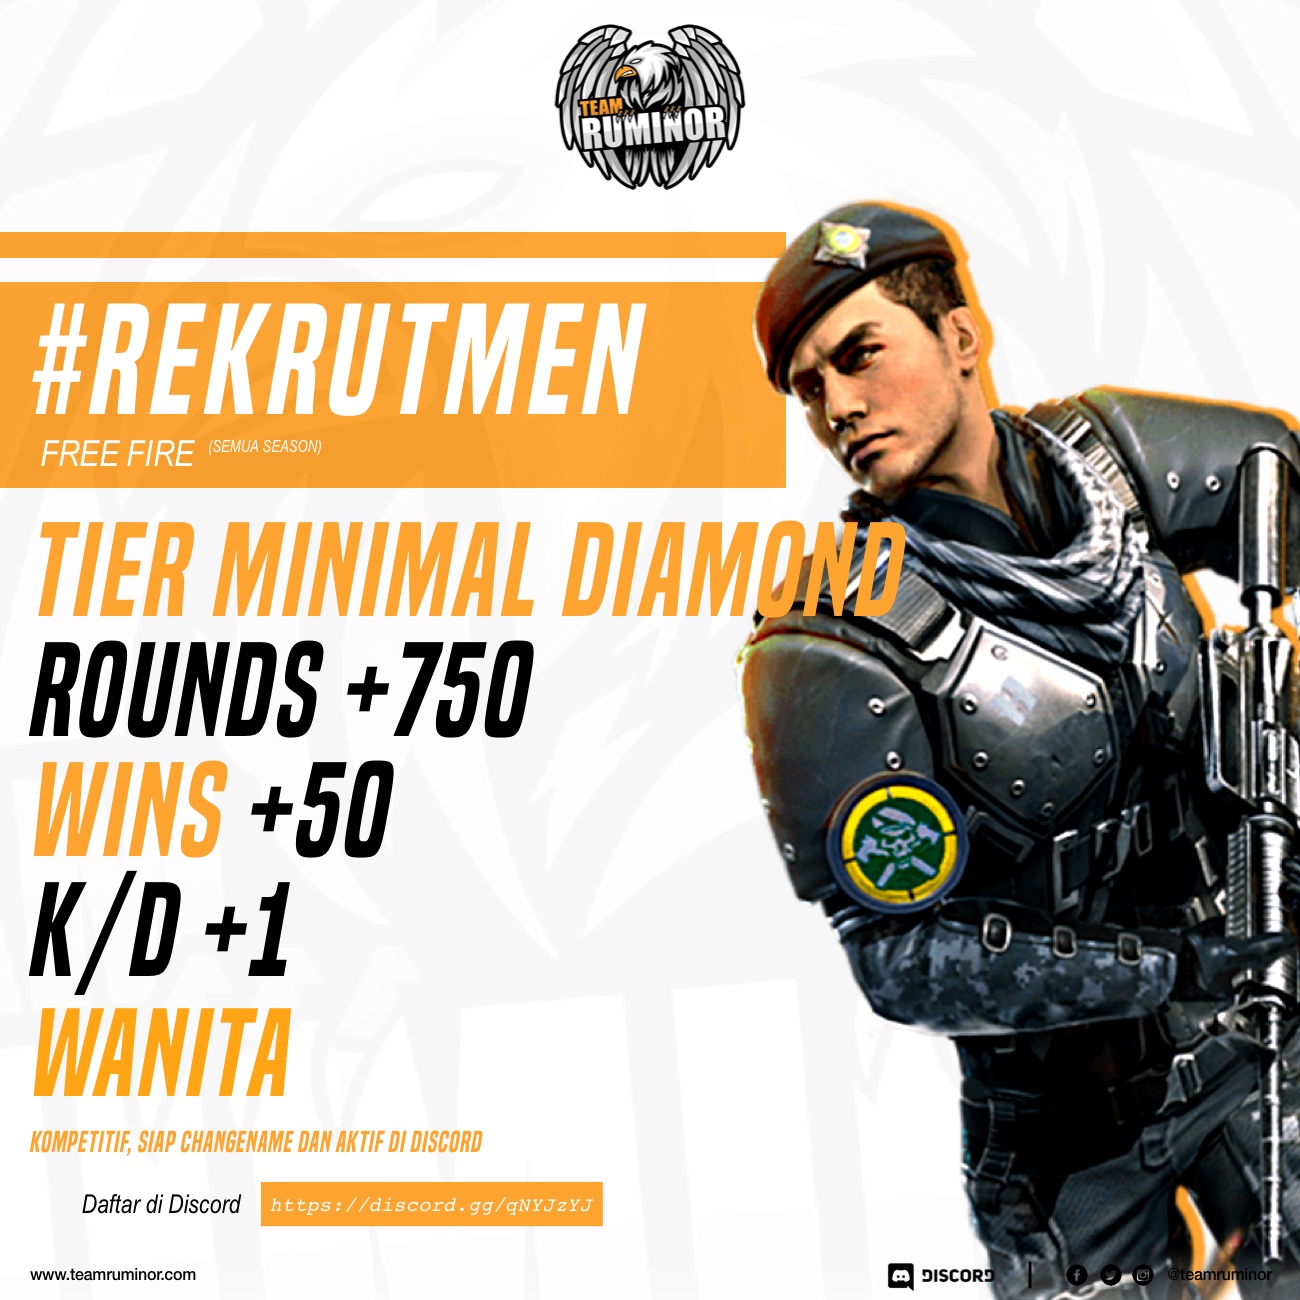 TEAM
RUMINOR
#REKRUTMEN
FREE FIRE (SEMUA SEASON)
TIER MINIMAL DIAMOND
ROUNDS +750
WINS +50
K/D +1
WANITA
KOMPETITIF, SIAP CHANGENAME DAN AKTIF DI DISCORD
Daftar di Discord https://discord.gg/qNYJzYJ
www.teamruminor.com DISCORD | @teamruminor